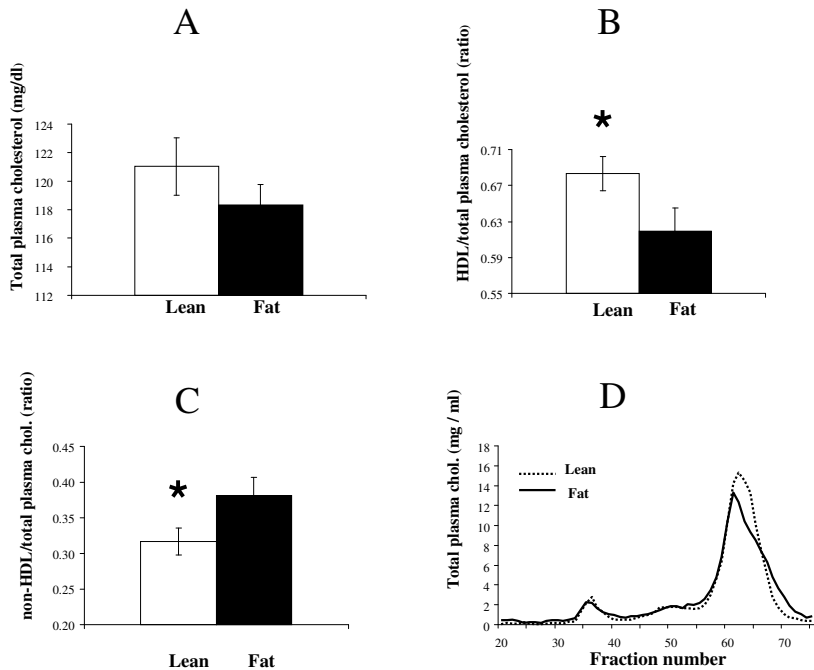 A
Total plasma cholesterol (mg/dl)
124
122
120
118
116
114
112
Lean Fat
B
HDL/total plasma cholesterol (ratio)
*
0.71
0.67
0.63
0.59
0.55
Lean Fat
C
non-HDL/total plasma chol. (ratio)
0.45
0.40
*
0.35
0.30
0.25
0.20
Lean Fat
D
Total plasma chol. (mg / ml)
18
16
14
12
10
8
6
4
2
0
Lean
Fat
20 30 40 50 60 70
Fraction number